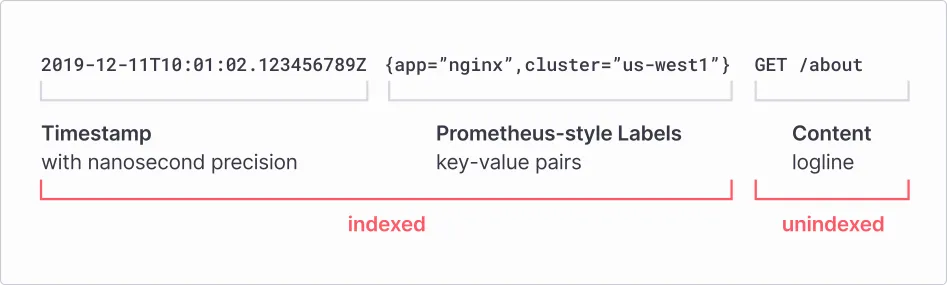 2019-12-11T10:01:02.123456789Z {app=”nginx”,cluster=”us-west1”} GET /about
Timestamp Prometheus-style Labels Content
with nanosecond precision key-value pairs logline
indexed unindexed